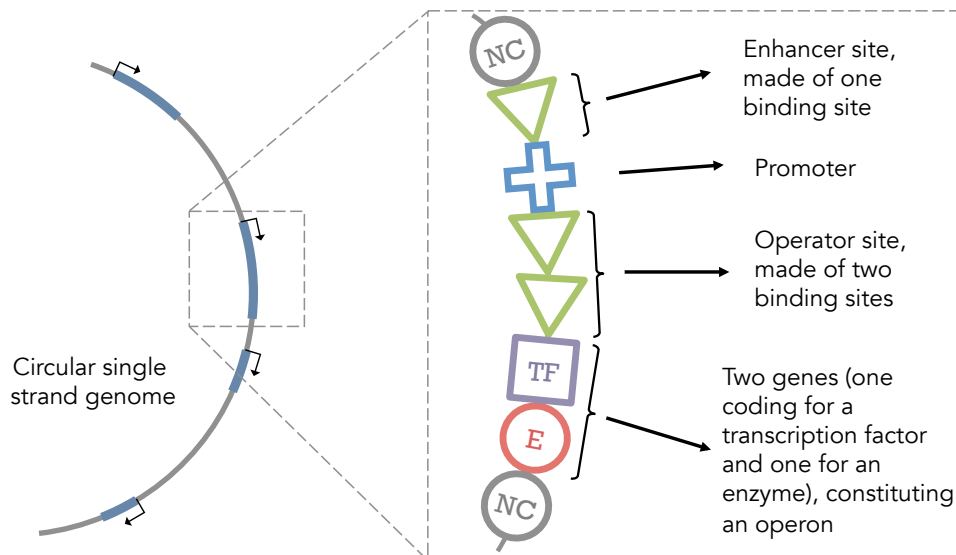 NC
Enhancer site,
made of one
binding site
Promoter
Operator site,
made of two
binding sites
Circular single
strand genome
TF
E
NC
Two genes (one
coding for a
transcription factor
and one for an
enzyme), constituting
an operon